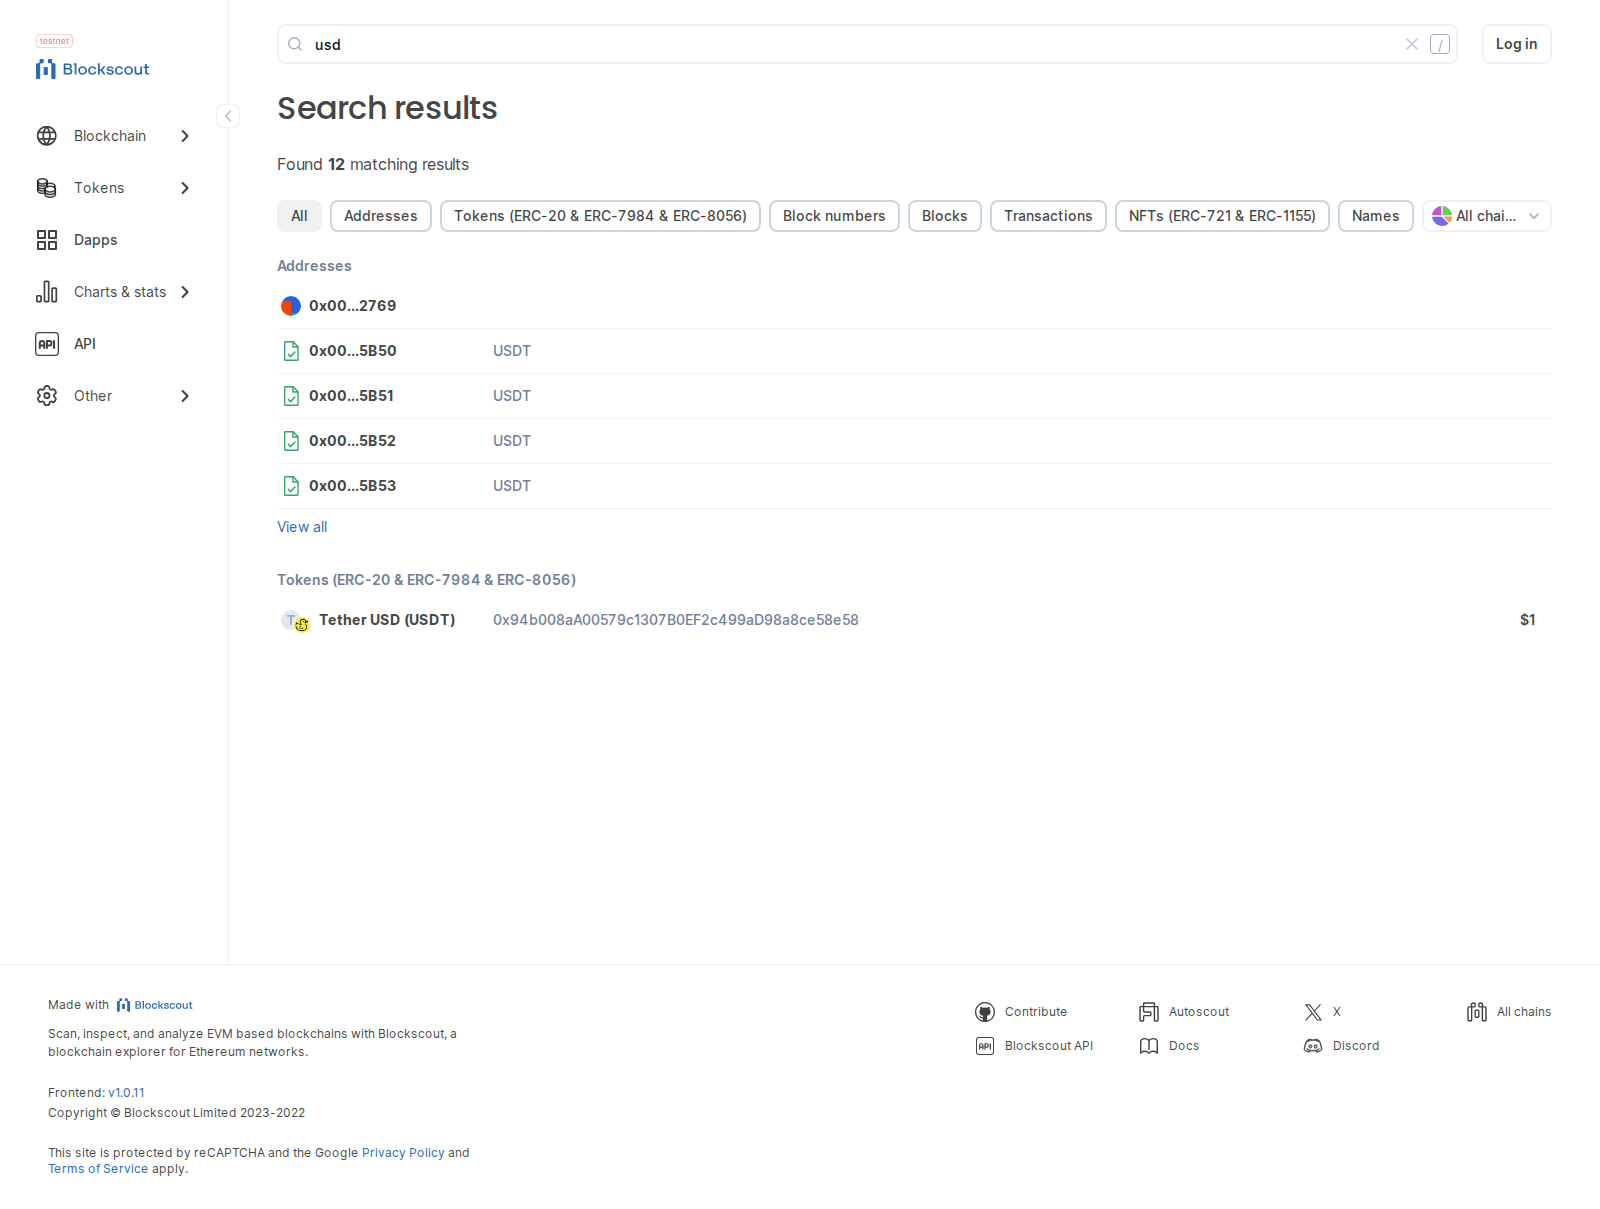 testnet
Blockscout
Blockchain
Tokens
Dapps
Charts & stats
API
API
Other
usd
/
Log in
Search results
Found 12 matching results
All
Addresses
Tokens (ERC-20 & ERC-7984 & ERC-8056)
Block numbers
Blocks
Transactions
NFTs (ERC-721 & ERC-1155)
Names
All chai...
Addresses
0x00...2769
0x00...5B50 USDT
0x00...5B51 USDT
0x00...5B52 USDT
0x00...5B53 USDT
View all
Tokens (ERC-20 & ERC-7984 & ERC-8056)
T Tether USD (USDT) 0x94b008aA00579c1307B0EF2c499aD98a8ce58e58 $1
Made with Blockscout
Scan, inspect, and analyze EVM based blockchains with Blockscout, a
blockchain explorer for Ethereum networks.
Frontend: v1.0.11
Copyright © Blockscout Limited 2023-2022
This site is protected by reCAPTCHA and the Google Privacy Policy and
Terms of Service apply.
Contribute
Autoscout
X
All chains
API Blockscout API
Docs
Discord